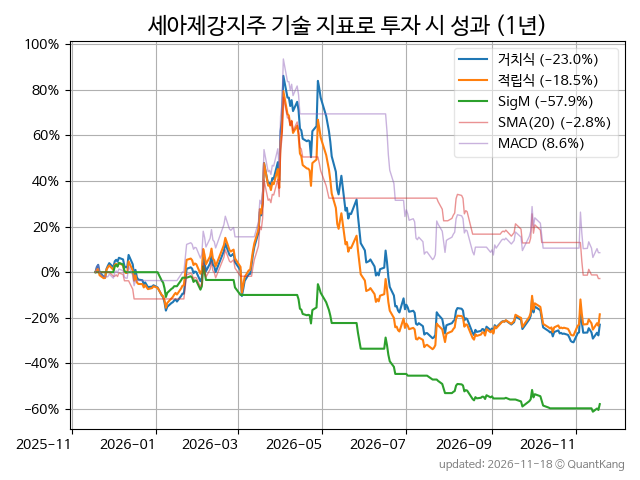 세아제강지주 기술 지표로 투자 시 성과 (1년)
100%
80%
60%
40%
20%
0%
−20%
−40%
−60%
거치식 (−23.0%)
적립식 (−18.5%)
SigM (−57.9%)
SMA(20) (−2.8%)
MACD (8.6%)
2025−11
2026−01
2026−03
2026−05
2026−07
2026−09
2026−11
updated: 2026-11-18 © QuantKang